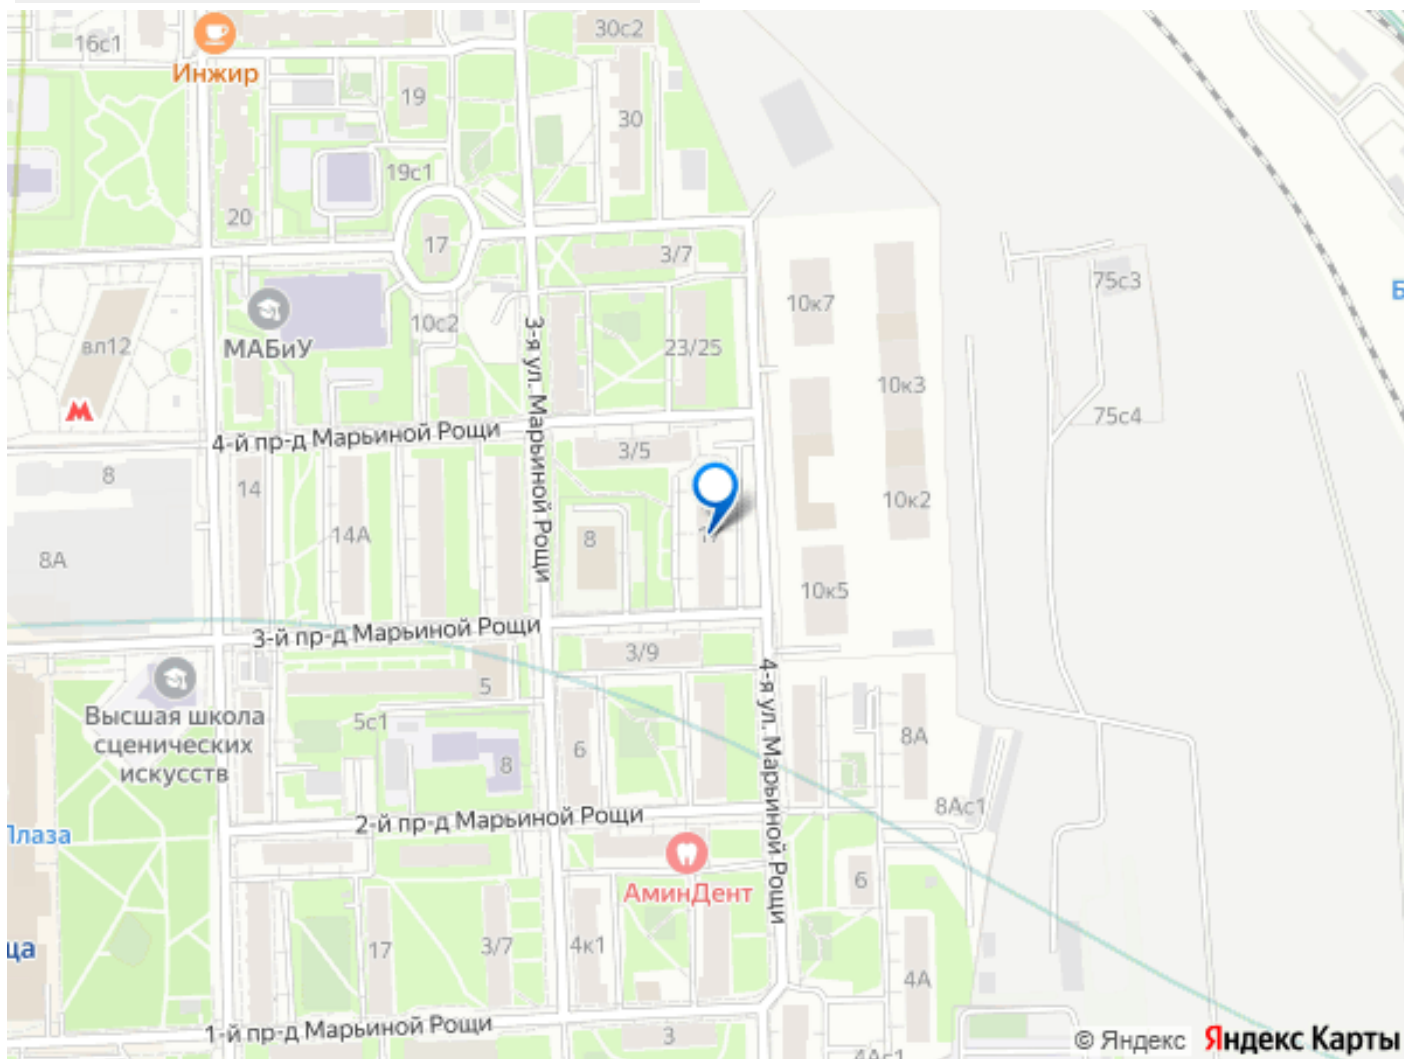 16с1
Инжир
30с2
19
30
19с1
20
17
3/7
75с3
10к7
10с2
МАБиУ
вл12
23/25
10к3
75с4
3-я ул. Марьиной Рощи
4-й пр-д Марьиной Рощи
3/5
8
14
14А
8
10к2
8А
10к5
3-й пр-д Марьиной Рощи
3/9
4-я ул. Марьиной Рощи
5
Высшая школа
сценических
искусств
5с1
6
8
8А
8Ас1
2-й пр-д Марьиной Рощи
Плаза
АминДент
6
17
3/7
4к1
4А
ца
1-й пр-д Марьиной Рощи
3
4Ас1
© Яндекс Яндекс Карты